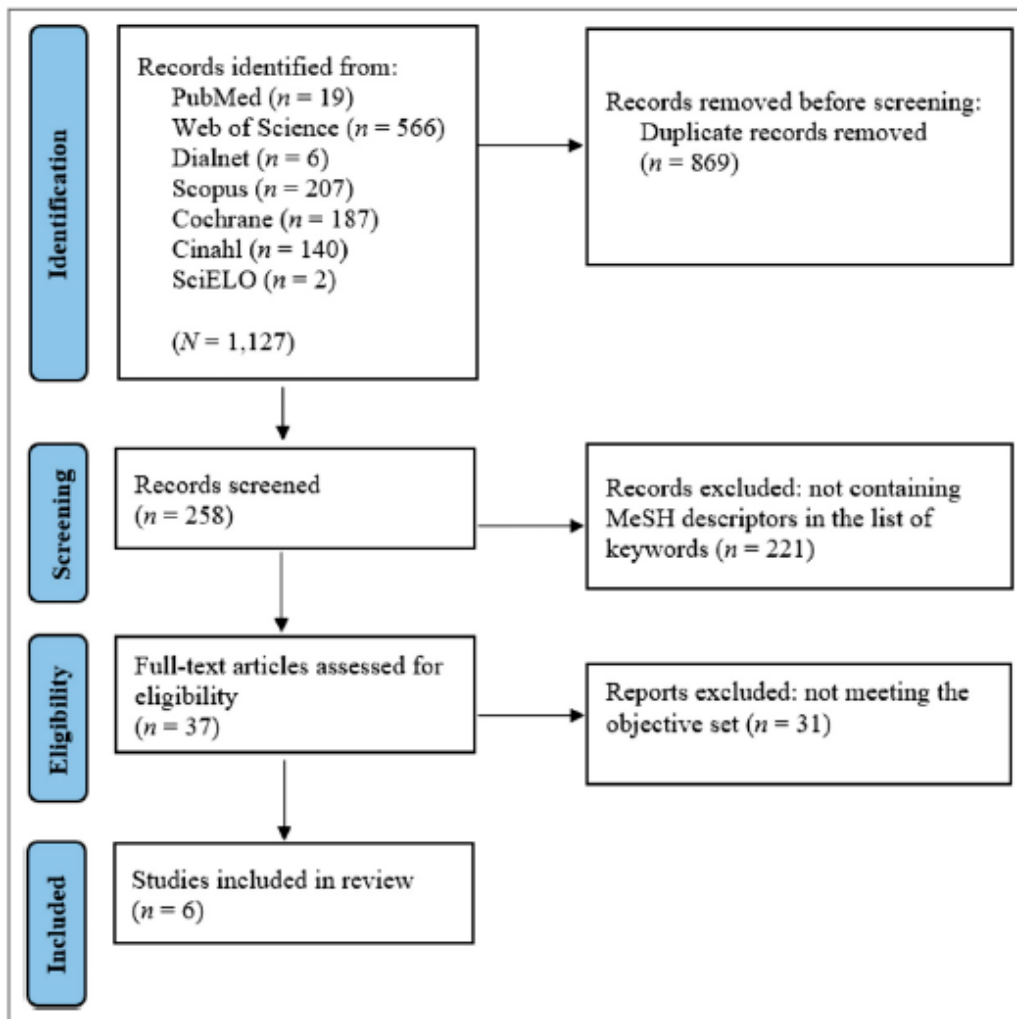 Identification
Records identified from:
PubMed (n = 19)
Web of Science (n = 566)
Dialnet (n = 6)
Scopus (n = 207)
Cochrane (n = 187)
Cinahl (n = 140)
SciELO (n = 2)
(N = 1,127)
Records removed before screening:
Duplicate records removed
(n = 869)
Screening
Records screened
(n = 258)
Records excluded: not containing
MeSH descriptors in the list of
keywords (n = 221)
Eligibility
Full-text articles assessed for
eligibility
(n = 37)
Reports excluded: not meeting the
objective set (n = 31)
Included
Studies included in review
(n = 6)